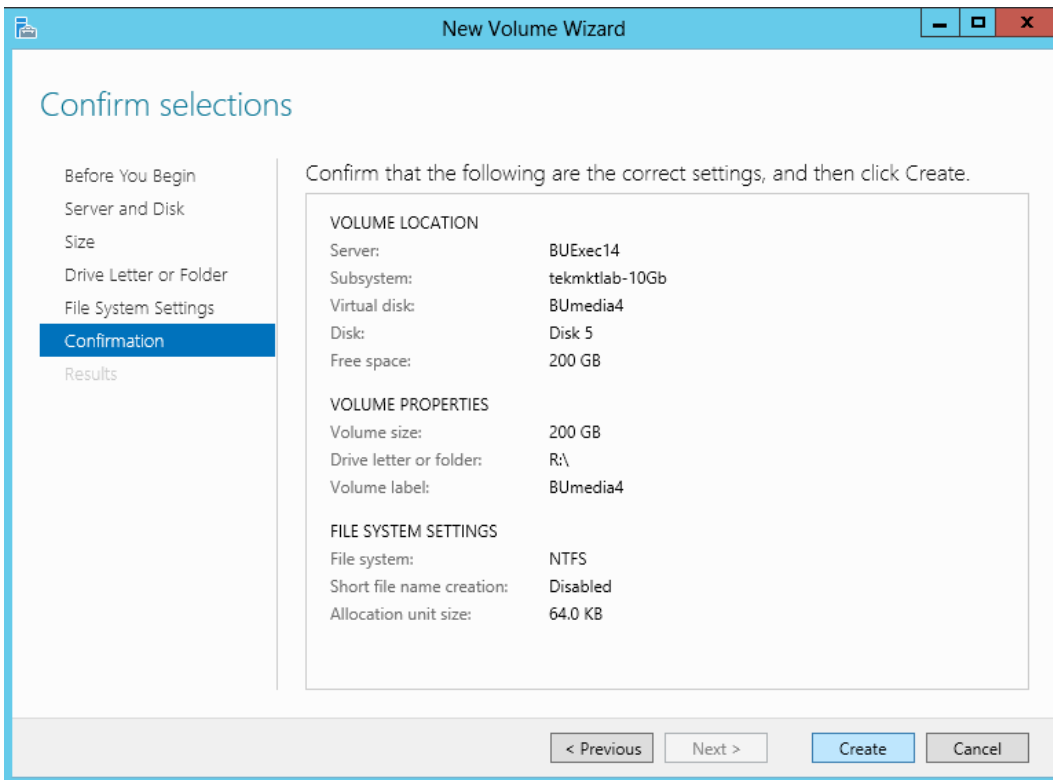 New Volume Wizard
Confirm selections
Before You Begin
Server and Disk
Size
Drive Letter or Folder
File System Settings
Confirmation
Results
Confirm that the following are the correct settings, and then click Create.
VOLUME LOCATION
Server: BUExec14
Subsystem: tekmktlab-10Gb
Virtual disk: BUmedia4
Disk: Disk 5
Free space: 200 GB
VOLUME PROPERTIES
Volume size: 200 GB
Drive letter or folder: R:\
Volume label: BUmedia4
FILE SYSTEM SETTINGS
File system: NTFS
Short file name creation: Disabled
Allocation unit size: 64.0 KB
< Previous Next > Create Cancel